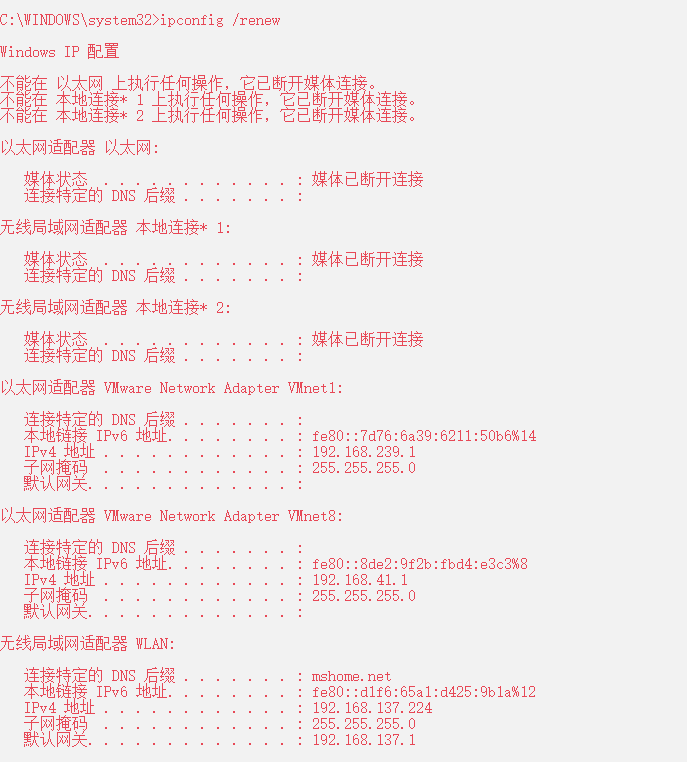 C:\WINDOWS\system32>ipconfig /renew
Windows IP 配置
不能在 以太网 上执行任何操作，它已断开媒体连接。
不能在 本地连接* 1 上执行任何操作，它已断开媒体连接。
不能在 本地连接* 2 上执行任何操作，它已断开媒体连接。
以太网适配器 以太网:
媒体状态  . . . . . . . . . . . . : 媒体已断开连接
连接特定的 DNS 后缀 . . . . . . . :
无线局域网适配器 本地连接* 1:
媒体状态  . . . . . . . . . . . . : 媒体已断开连接
连接特定的 DNS 后缀 . . . . . . . :
无线局域网适配器 本地连接* 2:
媒体状态  . . . . . . . . . . . . : 媒体已断开连接
连接特定的 DNS 后缀 . . . . . . . :
以太网适配器 VMware Network Adapter VMnet1:
连接特定的 DNS 后缀 . . . . . . . :
本地链接 IPv6 地址. . . . . . . . : fe80::7d76:6a39:6211:50b6%14
IPv4 地址 . . . . . . . . . . . . : 192.168.239.1
子网掩码  . . . . . . . . . . . . : 255.255.255.0
默认网关. . . . . . . . . . . . . :
以太网适配器 VMware Network Adapter VMnet8:
连接特定的 DNS 后缀 . . . . . . . :
本地链接 IPv6 地址. . . . . . . . : fe80::8de2:9f2b:fbd4:e3c3%8
IPv4 地址 . . . . . . . . . . . . : 192.168.41.1
子网掩码  . . . . . . . . . . . . : 255.255.255.0
默认网关. . . . . . . . . . . . . :
无线局域网适配器 WLAN:
连接特定的 DNS 后缀 . . . . . . . : mshome.net
本地链接 IPv6 地址. . . . . . . . : fe80::d1f6:65a1:d425:9b1a%12
IPv4 地址 . . . . . . . . . . . . : 192.168.137.224
子网掩码  . . . . . . . . . . . . : 255.255.255.0
默认网关. . . . . . . . . . . . . : 192.168.137.1